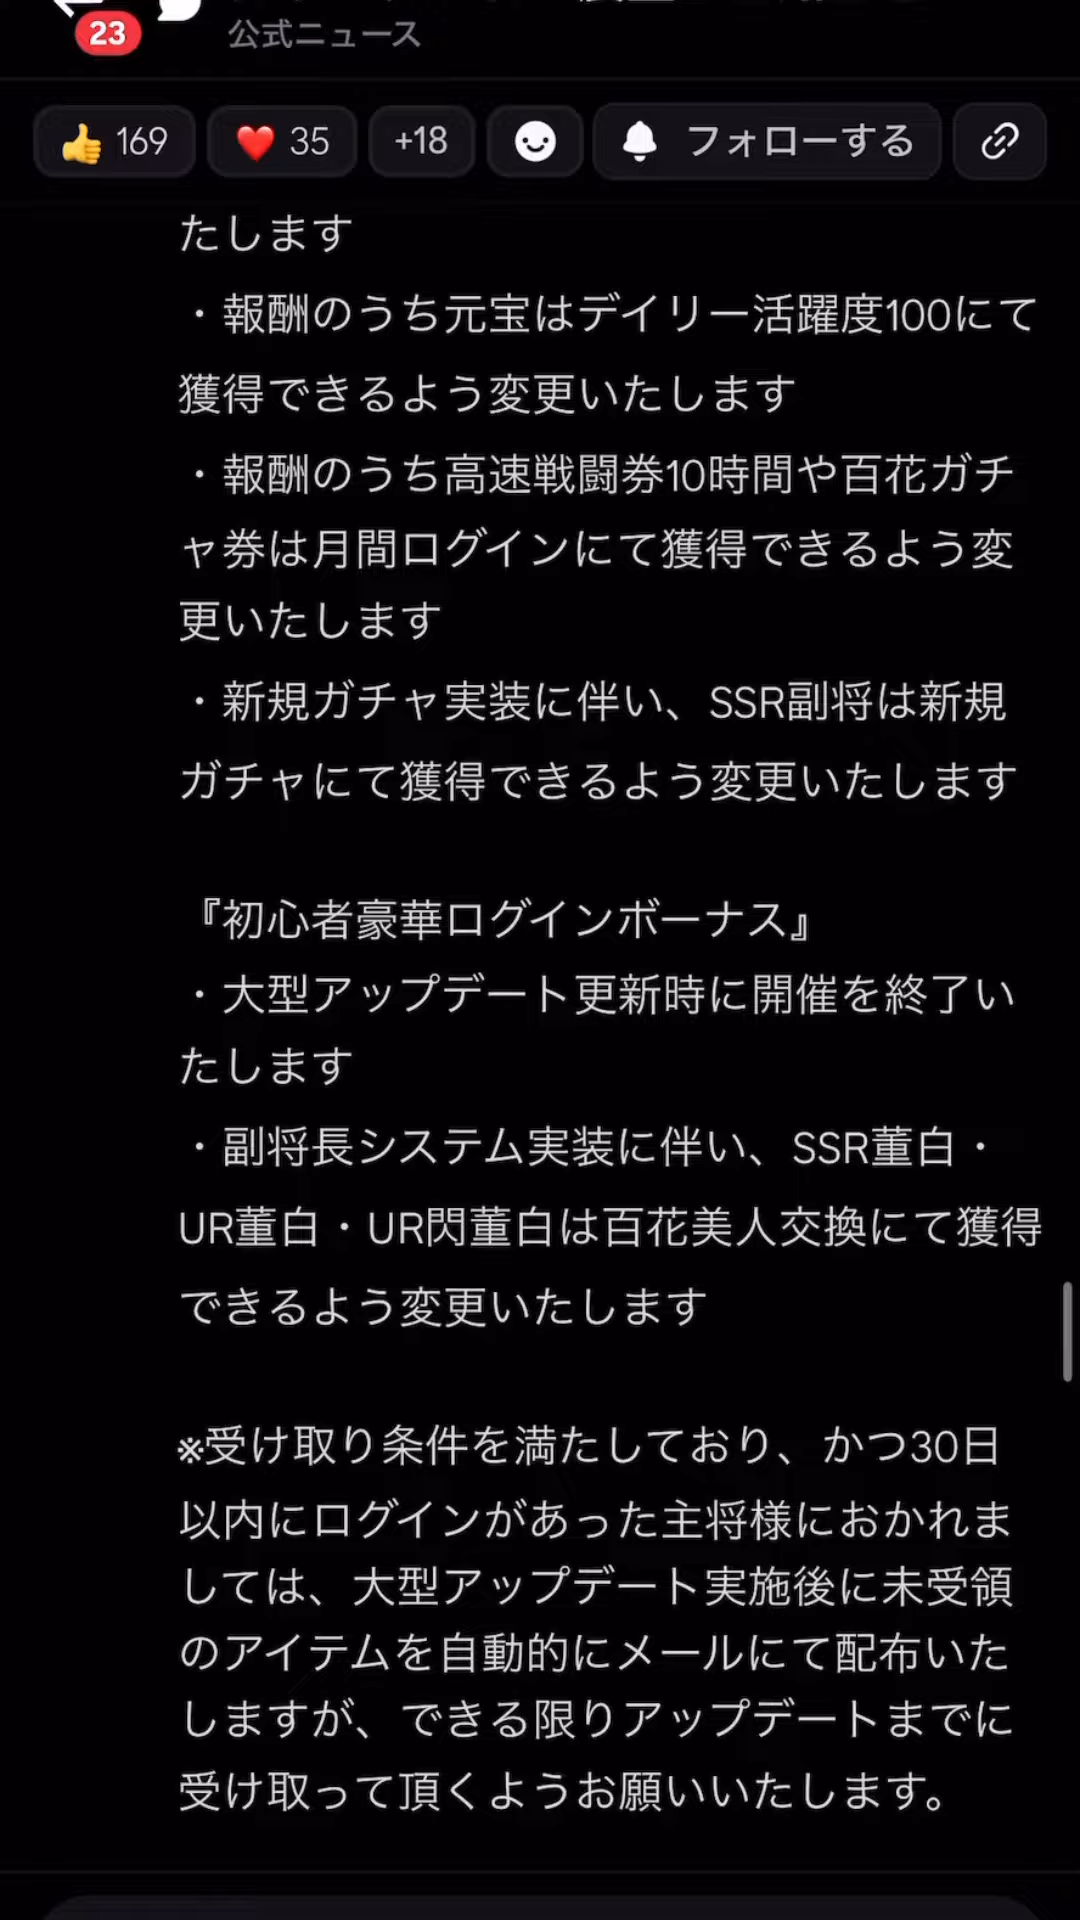 23
公式ニュース
👍 169 ❤️ 35 +18 フォローする
たします
・報酬のうち元宝はデイリー活躍度100にて
獲得できるよう変更いたします
・報酬のうち高速戦闘券10時間や百花ガチ
ャ券は月間ログインにて獲得できるよう変
更いたします
・新規ガチャ実装に伴い、SSR副将は新規
ガチャにて獲得できるよう変更いたします
『初心者豪華ログインボーナス』
・大型アップデート更新時に開催を終了い
たします
・副将長システム実装に伴い、SSR董白・
UR董白・UR閃董白は百花美人交換にて獲得
できるよう変更いたします
※受け取り条件を満たしており、かつ30日
以内にログインがあった主将様におかれま
しては、大型アップデート実施後に未受領
のアイテムを自動的にメールにて配布いた
しますが、できる限りアップデートまでに
受け取って頂くようお願いいたします。